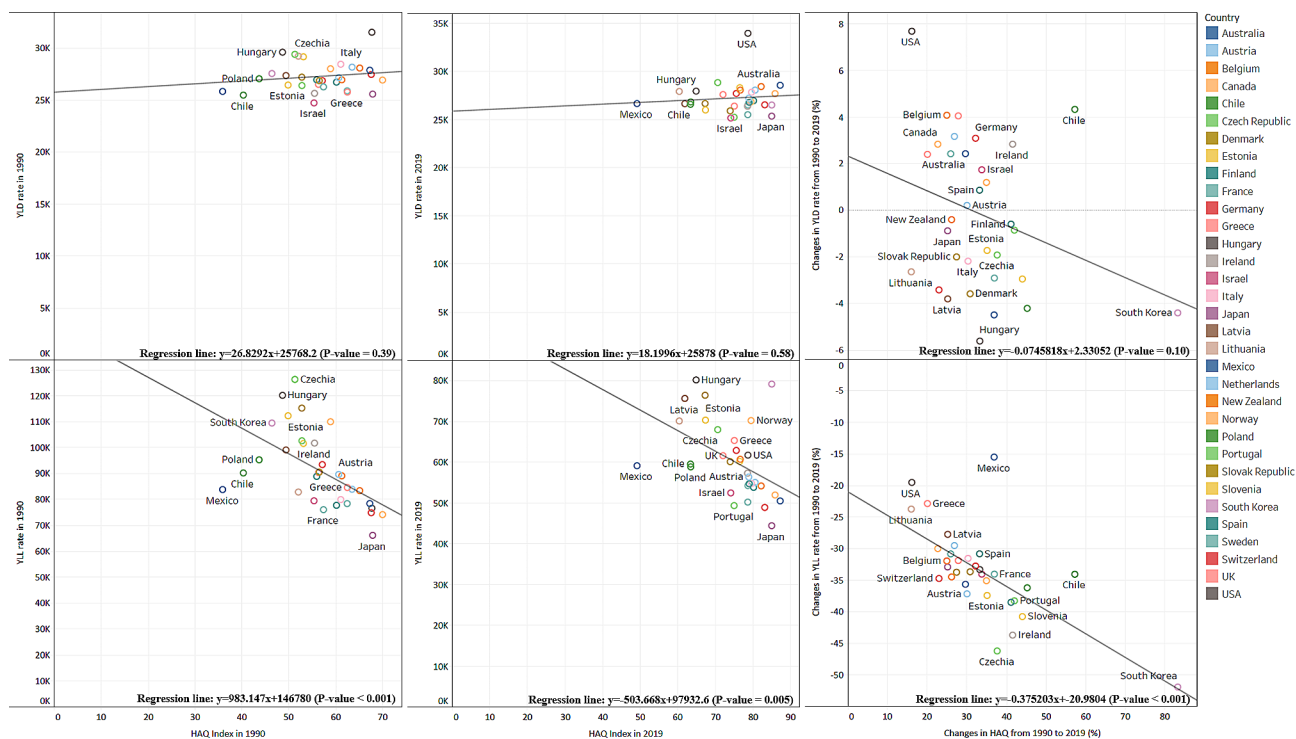 YLD rate in 1990
30K
25K
20K
15K
10K
5K
0K
Hungary
Czechia
Italy
Poland
Chile
Estonia
Israel
Greece
Regression line: y=26.8292x+25768.2 (P-value = 0.39)
YLD rate in 2019
35K
30K
25K
20K
15K
10K
5K
0K
USA
Hungary
Australia
Mexico
Chile
Israel
Japan
Regression line: y=18.1996x+25878 (P-value = 0.58)
Changes in YLD rate from 1990 to 2019 (%)
8
6
4
2
0
-2
-4
-6
USA
Belgium
Chile
Canada
Germany
Australia
Ireland
Israel
Spain
Austria
New Zealand
Finland
Japan
Estonia
Slovak Republic
Italy
Czechia
Lithuania
Denmark
Latvia
South Korea
Hungary
Regression line: y=-0.0745818x+2.33052 (P-value = 0.10)
YLL rate in 1990
130K
120K
110K
100K
90K
80K
70K
60K
50K
40K
30K
20K
10K
0K
Czechia
Hungary
South Korea
Estonia
Ireland
Poland
Austria
Chile
Greece
Mexico
France
Japan
Regression line: y=983.147x+146780 (P-value < 0.001)
0 10 20 30 40 50 60 70
HAQ Index in 1990
YLL rate in 2019
80K
70K
60K
50K
40K
30K
20K
10K
0K
Hungary
Latvia
Estonia
Norway
Czechia
Greece
UK
USA
Chile
Mexico
Poland
Austria
Israel
Portugal
Japan
Regression line: y=-503.668x+97932.6 (P-value = 0.005)
0 10 20 30 40 50 60 70 80 90
HAQ Index in 2019
Changes in YLL rate from 1990 to 2019 (%)
0
-5
-10
-15
-20
-25
-30
-35
-40
-45
-50
Mexico
USA
Greece
Lithuania
Latvia
Spain
Belgium
France
Switzerland
Chile
Austria
Estonia
Portugal
Slovenia
Ireland
Czechia
South Korea
Regression line: y=-0.375203x+-20.9804 (P-value < 0.001)
0 10 20 30 40 50 60 70 80
Changes in HAQ from 1990 to 2019 (%)
Country
Australia
Austria
Belgium
Canada
Chile
Czech Republic
Denmark
Estonia
Finland
France
Germany
Greece
Hungary
Ireland
Israel
Italy
Japan
Latvia
Lithuania
Mexico
Netherlands
New Zealand
Norway
Poland
Portugal
Slovak Republic
Slovenia
South Korea
Spain
Sweden
Switzerland
UK
USA